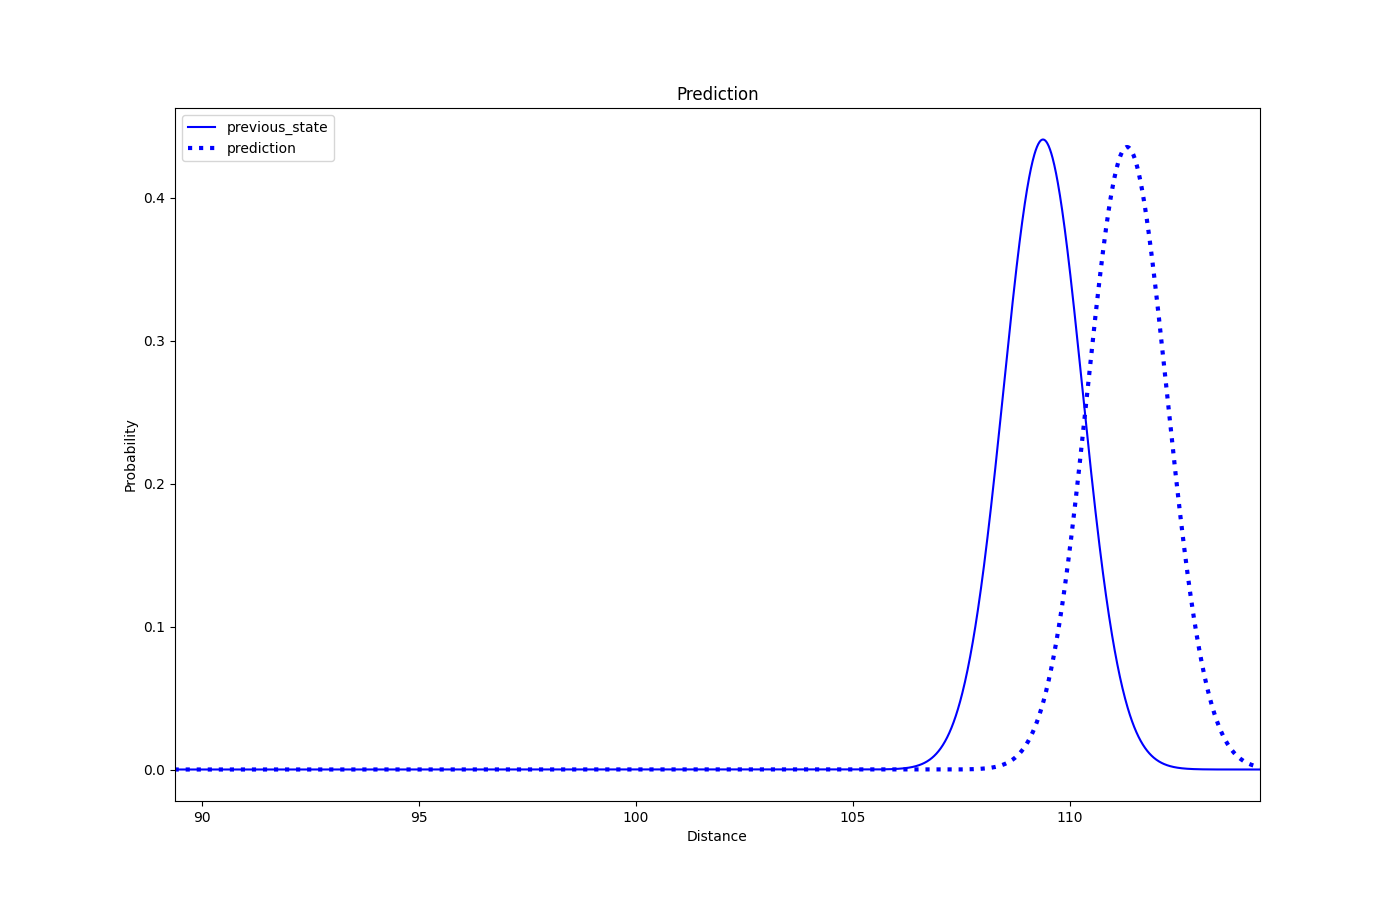 Prediction
previous_state
prediction
0.4
0.3
0.2
0.1
0.0
Probability
90 95 100 105 110
Distance